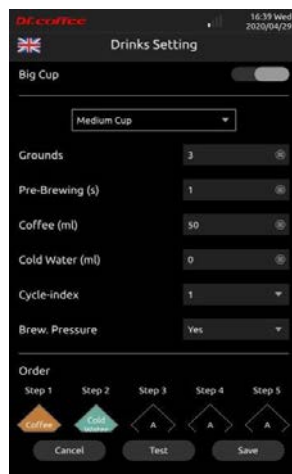 Dr.coffee
16:39 Wed
2020/04/29
Drinks Setting
Big Cup
Medium Cup
Grounds 3
Pre-Brewing (s) 1
Coffee (ml) 50
Cold Water (ml) 0
Cycle-index 1
Brew. Pressure Yes
Order
Step 1 Step 2 Step 3 Step 4 Step 5
Coffee Cold Water A A A
Cancel Test Save